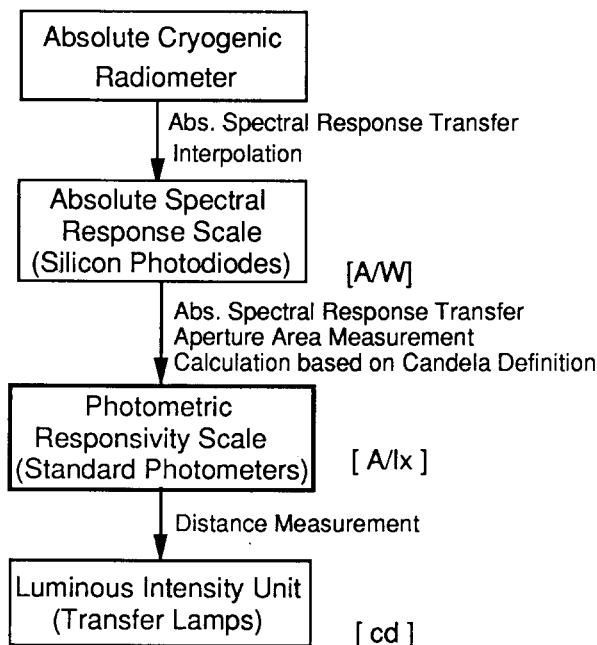 Absolute Cryogenic
Radiometer
Abs. Spectral Response Transfer
Interpolation
Absolute Spectral
Response Scale
(Silicon Photodiodes)
[A/W]
Abs. Spectral Response Transfer
Aperture Area Measurement
Calculation based on Candela Definition
Photometric
Responsivity Scale
(Standard Photometers)
[ A/lx ]
Distance Measurement
Luminous Intensity Unit
(Transfer Lamps)
[ cd ]